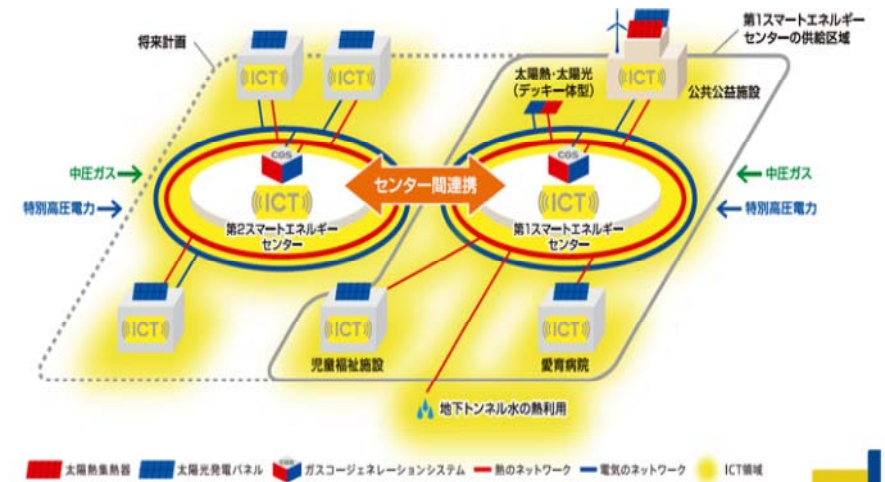 将来計画
第1スマートエネルギー
センターの供給区域
ICT
ICT
太陽熱・太陽光
(デッキ一体型)
ICT
公共公益施設
中圧ガス
特別高圧電力
CGS
ICT
第2スマートエネルギー
センター
センター間連携
CGS
ICT
第1スマートエネルギー
センター
中圧ガス
特別高圧電力
ICT
ICT
児童福祉施設
ICT
愛育病院
地下トンネル水の熱利用
太陽熱集熱器
太陽光発電パネル
CGS
ガスコージェネレーションシステム
熱のネットワーク
電気のネットワーク
ICT領域